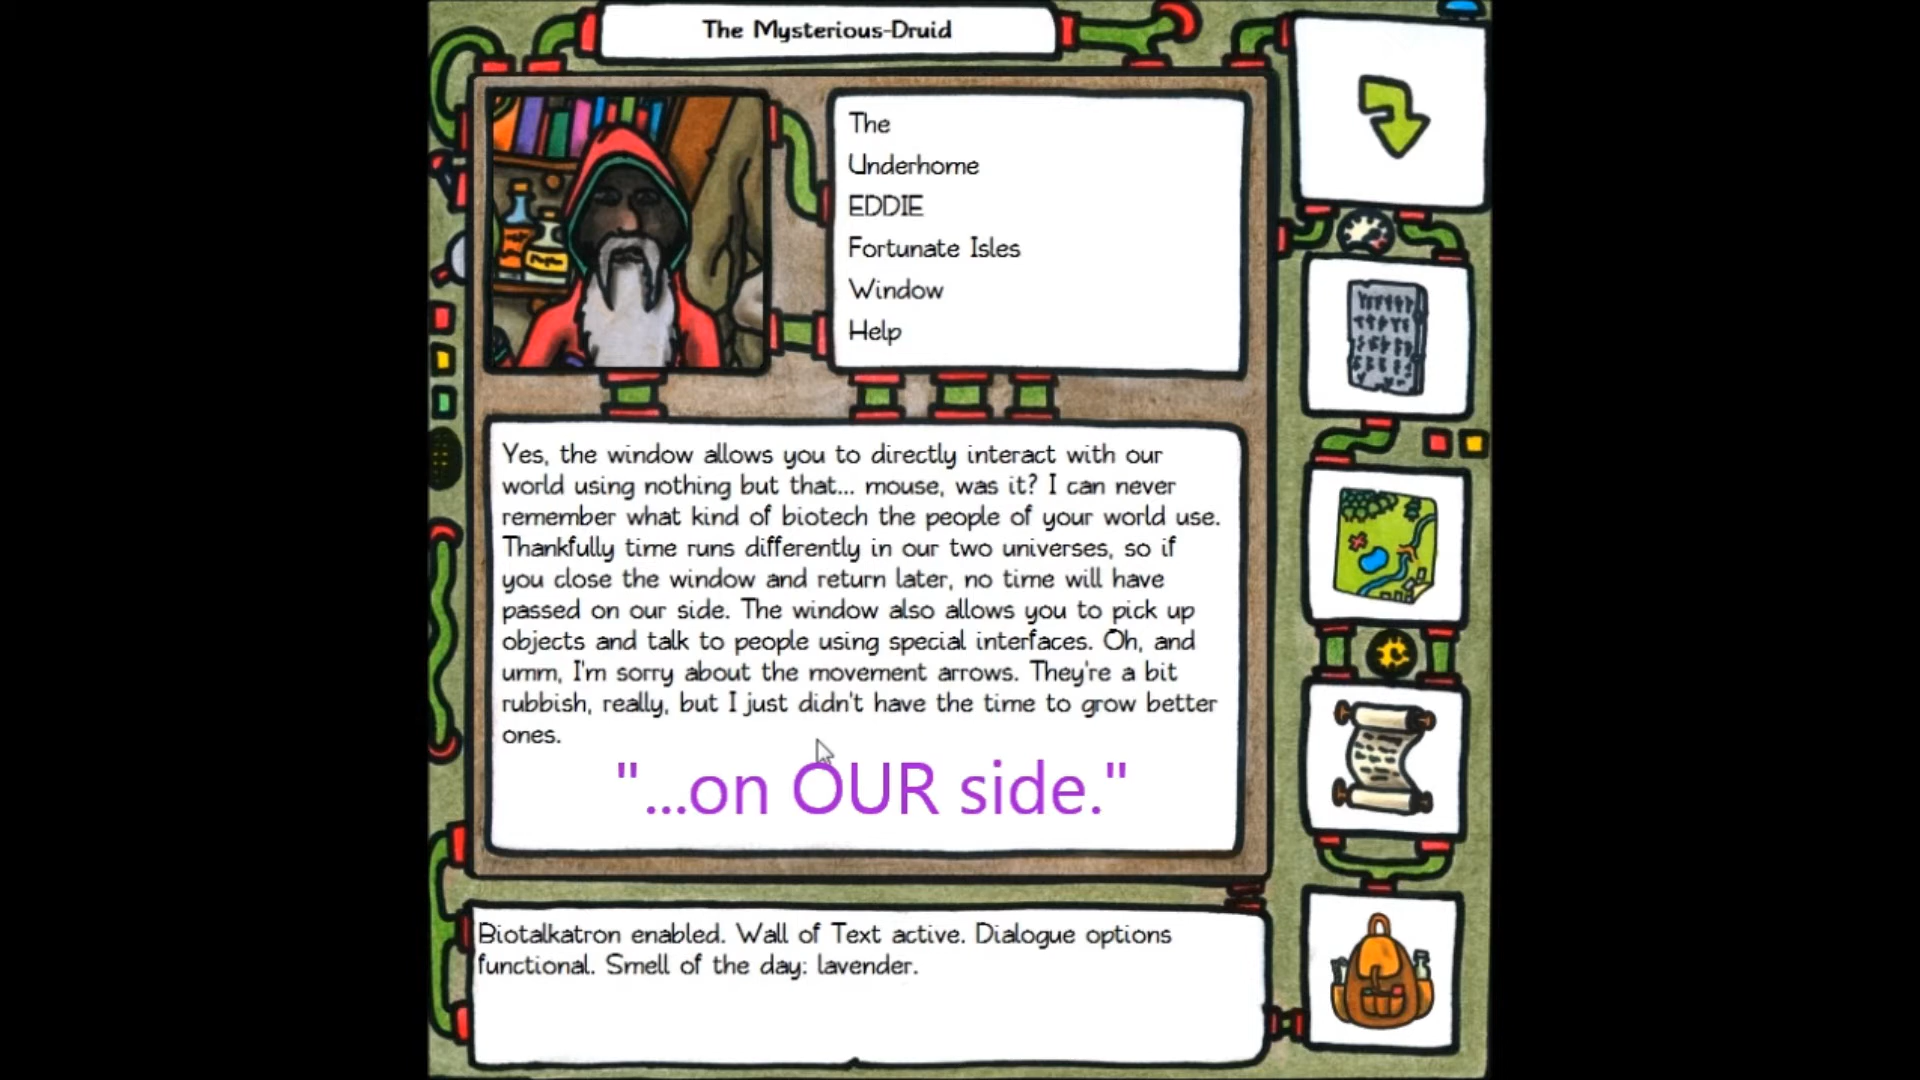 The Mysterious-Druid
The
Underhome
EDDIE
Fortunate Isles
Window
Help
Yes, the window allows you to directly interact with our
world using nothing but that... mouse, was it? I can never
remember what kind of biotech the people of your world use.
Thankfully time runs differently in our two universes, so if
you close the window and return later, no time will have
passed on our side. The window also allows you to pick up
objects and talk to people using special interfaces. Oh, and
umm, I'm sorry about the movement arrows. They're a bit
rubbish, really, but I just didn't have the time to grow better
ones.
"...on OUR side."
Biotalkatron enabled. Wall of Text active. Dialogue options
functional. Smell of the day: lavender.